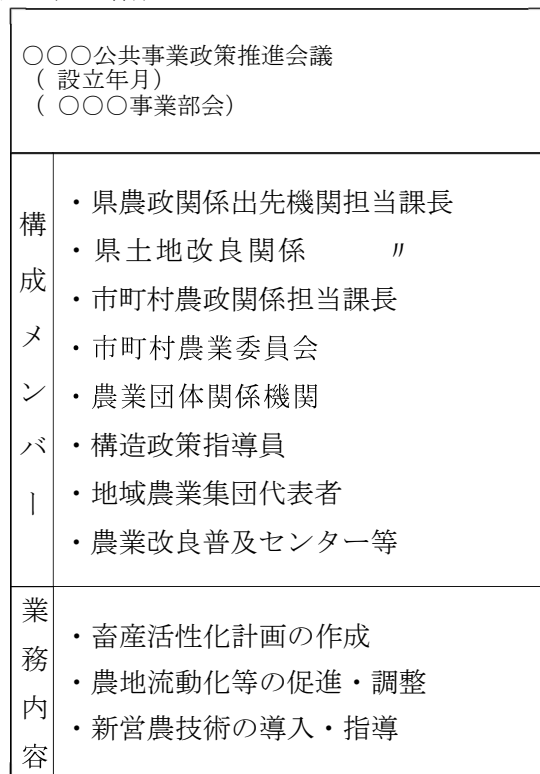 ○○○公共事業政策推進会議
( 設立年月)
( ○○○事業部会)
構成メンバー
・県農政関係出先機関担当課長
・県土地改良関係　　　〃
・市町村農政関係担当課長
・市町村農業委員会
・農業団体関係機関
・構造政策指導員
・地域農業集団代表者
・農業改良普及センター等
業務内容
・畜産活性化計画の作成
・農地流動化等の促進・調整
・新営農技術の導入・指導